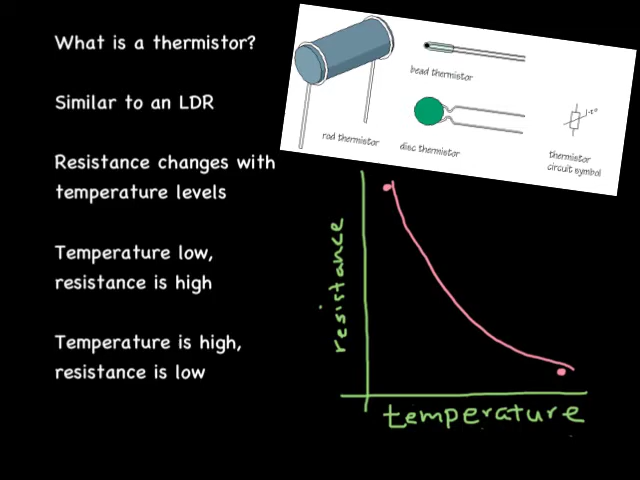 What is a thermistor?
Similar to an LDR
Resistance changes with
temperature levels
Temperature low,
resistance is high
Temperature is high,
resistance is low
bead thermistor
rod thermistor
disc thermistor
-t°
thermistor
circuit symbol
resistance
temperature